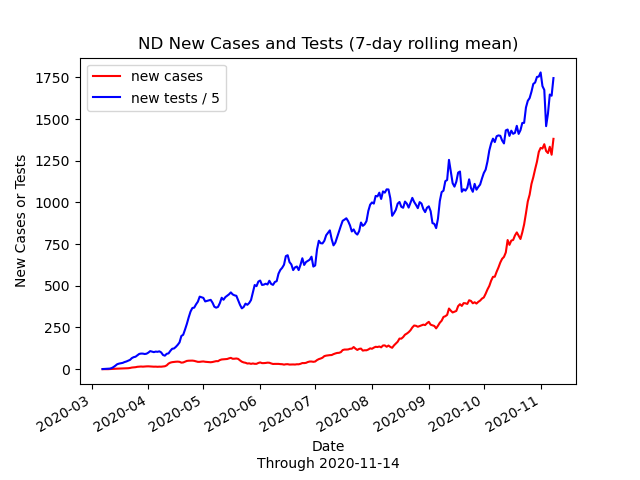 ND New Cases and Tests (7-day rolling mean)
new cases
new tests / 5
New Cases or Tests
1750
1500
1250
1000
750
500
250
0
2020-03
2020-04
2020-05
2020-06
2020-07
2020-08
2020-09
2020-10
2020-11
Date
Through 2020-11-14